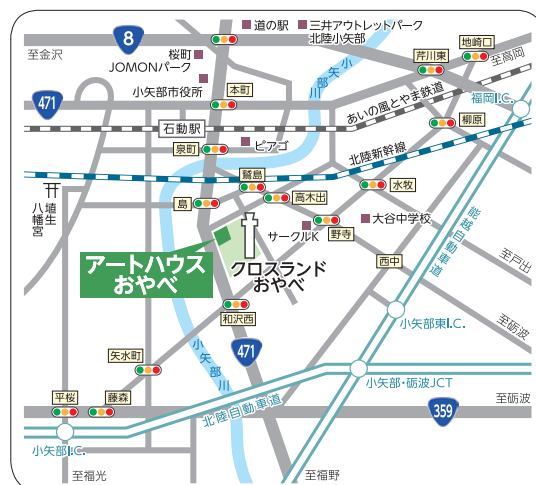 道の駅
三井アウトレットパーク
北陸小矢部
8
至金沢
桜町
JOMONパーク
芹川東
地崎口
至高岡
小矢部市役所
小矢部川
471
本町
あいの風とやま鉄道
福岡I.C.
石動駅
柳原
泉町
ピアゴ
北陸新幹線
鷲島
水牧
埴生
八幡宮
島
高木出
大谷中学校
能越自動車道
サークルK
野寺
アートハウス
おやべ
クロスランド
おやべ
西中
至戸出
和沢西
小矢部東I.C.
至砺波
矢水町
小矢部川
471
小矢部・砺波JCT
平桜
藤森
北陸自動車道
至砺波
359
小矢部I.C.
至福光
至福野